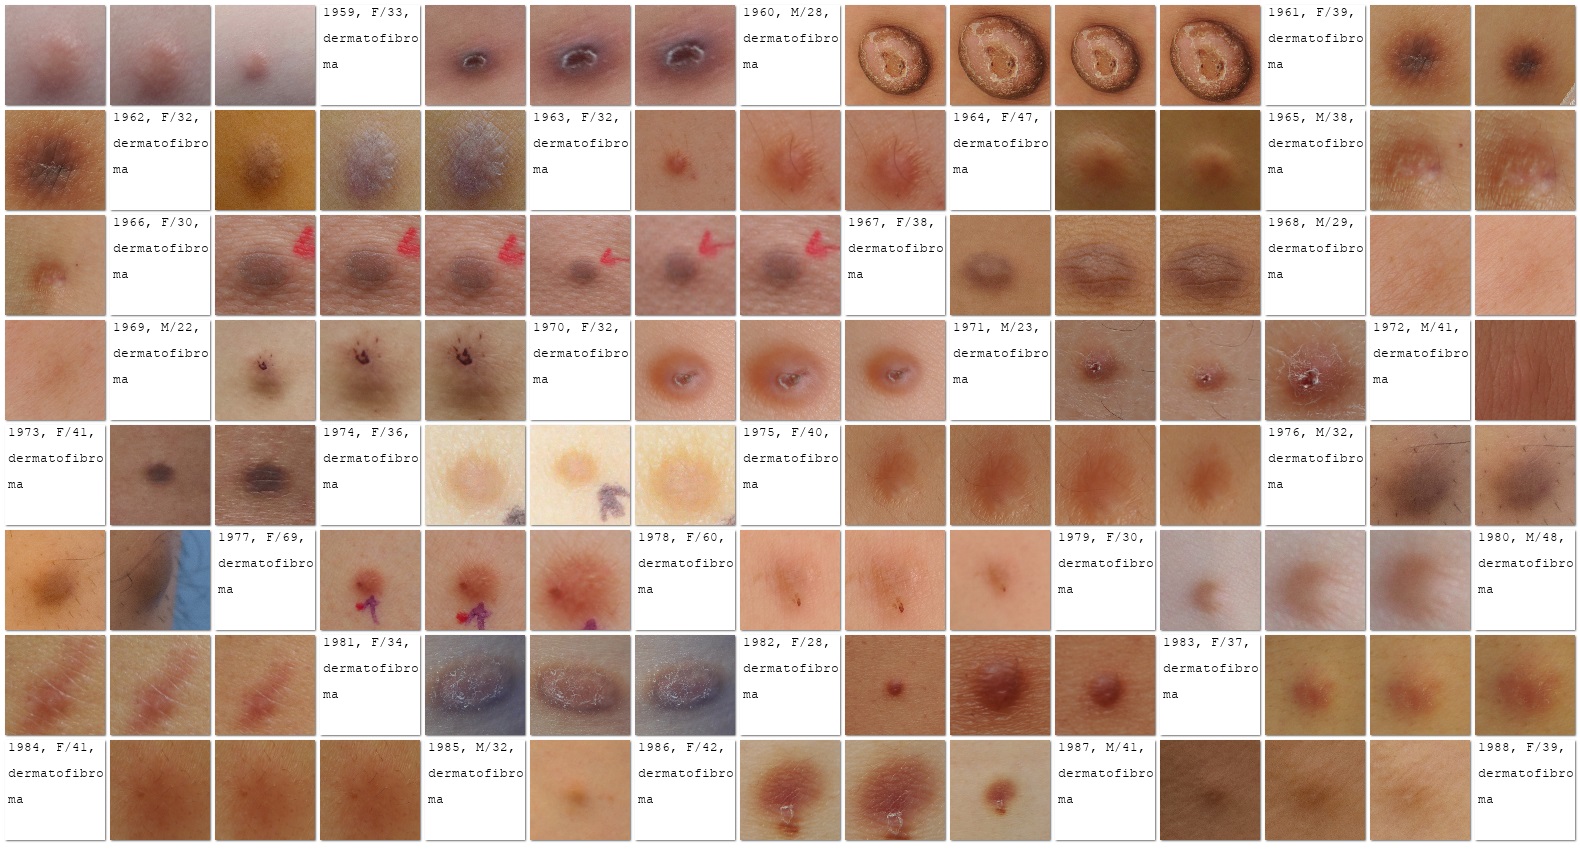 1959, F/33,
dermatofibro
ma
1960, M/28,
dermatofibro
ma
1961, F/39,
dermatofibro
ma
1962, F/32,
dermatofibro
ma
1963, F/32,
dermatofibro
ma
1964, F/47,
dermatofibro
ma
1965, M/38,
dermatofibro
ma
1966, F/30,
dermatofibro
ma
1967, F/38,
dermatofibro
ma
1968, M/29,
dermatofibro
ma
1969, M/22,
dermatofibro
ma
1970, F/32,
dermatofibro
ma
1971, M/23,
dermatofibro
ma
1972, M/41,
dermatofibro
ma
1973, F/41,
dermatofibro
ma
1974, F/36,
dermatofibro
ma
1975, F/40,
dermatofibro
ma
1976, M/32,
dermatofibro
ma
1977, F/69,
dermatofibro
ma
1978, F/60,
dermatofibro
ma
1979, F/30,
dermatofibro
ma
1980, M/48,
dermatofibro
ma
1981, F/34,
dermatofibro
ma
1982, F/28,
dermatofibro
ma
1983, F/37,
dermatofibro
ma
1984, F/41,
dermatofibro
ma
1985, M/32,
dermatofibro
ma
1986, F/42,
dermatofibro
ma
1987, M/41,
dermatofibro
ma
1988, F/39,
dermatofibro
ma